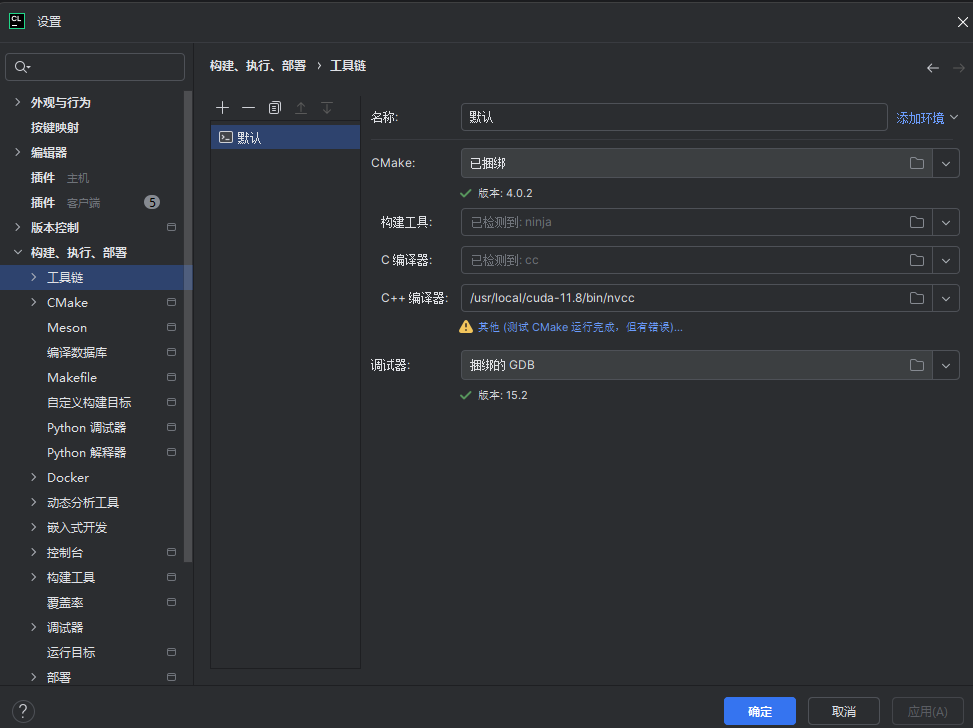 CL 设置
构建、执行、部署 › 工具链
外观与行为
按键映射
编辑器
插件 主机
插件 客户端 5
版本控制
构建、执行、部署
工具链
CMake
Meson
编译数据库
Makefile
自定义构建目标
Python 调试器
Python 解释器
Docker
动态分析工具
嵌入式开发
控制台
构建工具
覆盖率
调试器
运行目标
部署
默认
名称: 默认 添加环境
CMake: 已捆绑
版本: 4.0.2
构建工具: 已检测到: ninja
C 编译器: 已检测到: cc
C++ 编译器: /usr/local/cuda-11.8/bin/nvcc
其他 (测试 CMake 运行完成，但有错误)...
调试器: 捆绑的 GDB
版本: 15.2
? 确定 取消 应用(A)